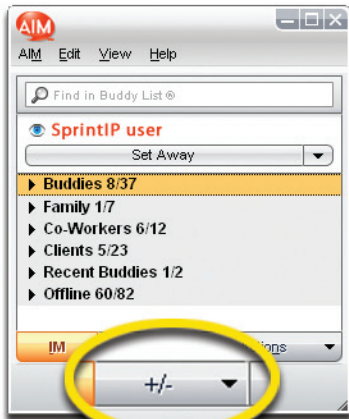 AIM
AIM Edit View Help
Find in Buddy List ®
SprintIP user
Set Away
Buddies 8/37
Family 1/7
Co-Workers 6/12
Clients 5/23
Recent Buddies 1/2
Offline 60/82
IM
+/-